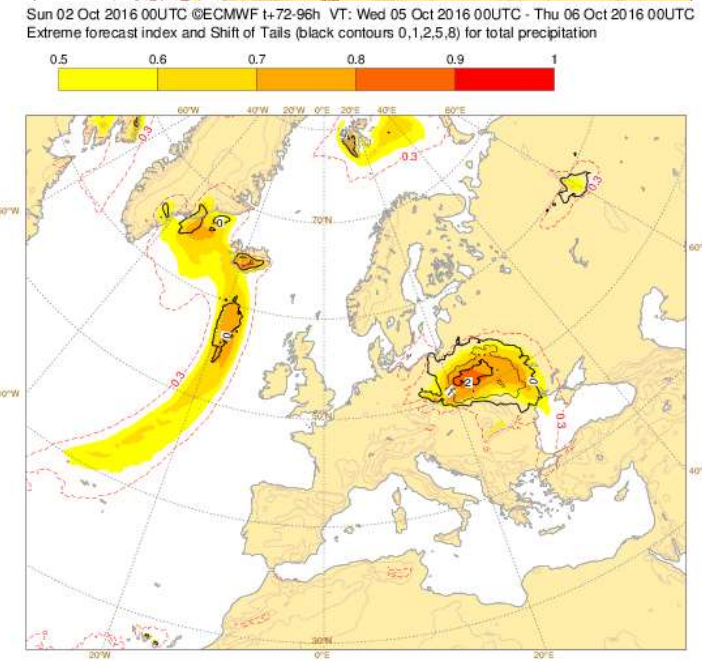 Sun 02 Oct 2016 00UTC ©ECMWF t+72-96h VT: Wed 05 Oct 2016 00UTC - Thu 06 Oct 2016 00UTC
Extreme forecast index and Shift of Tails (black contours 0,1,2,5,8) for total precipitation
0.5 0.6 0.7 0.8 0.9 1
60°W 40°W 20°W 0°E 20°E 40°E 60°E
0.3
0.3
0.3
0
70°N
60°
0
0.3
2
0
0.3
50°N
40°
30°N
20°W 0°E 20°E